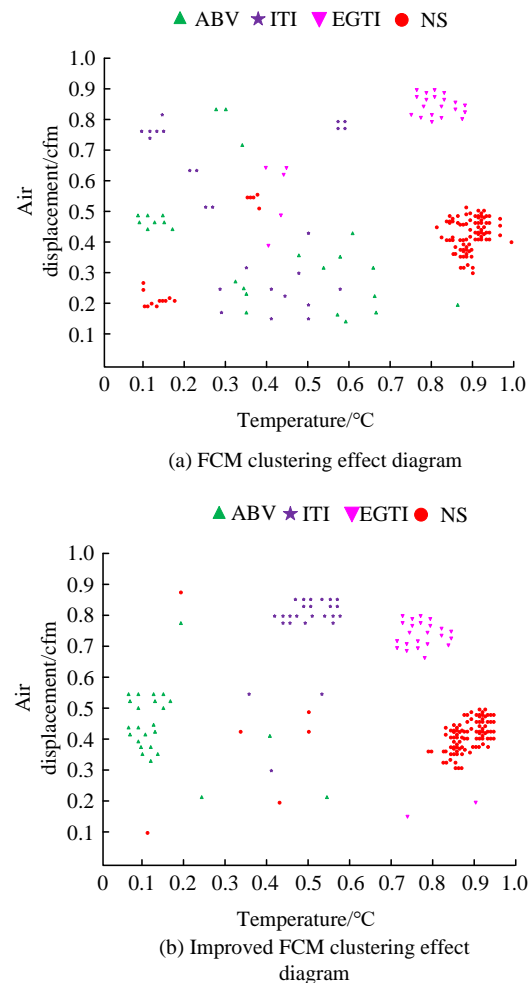 ABV ITI EGTI NS
1.0
0.9
0.8
0.7
0.6
0.5
0.4
0.3
0.2
0.1
Air
displacement/cfm
0 0.1 0.2 0.3 0.4 0.5 0.6 0.7 0.8 0.9 1.0
Temperature/°C
(a) FCM clustering effect diagram
ABV ITI EGTI NS
1.0
0.9
0.8
0.7
0.6
0.5
0.4
0.3
0.2
0.1
Air
displacement/cfm
0 0.1 0.2 0.3 0.4 0.5 0.6 0.7 0.8 0.9 1.0
Temperature/°C
(b) Improved FCM clustering effect
diagram